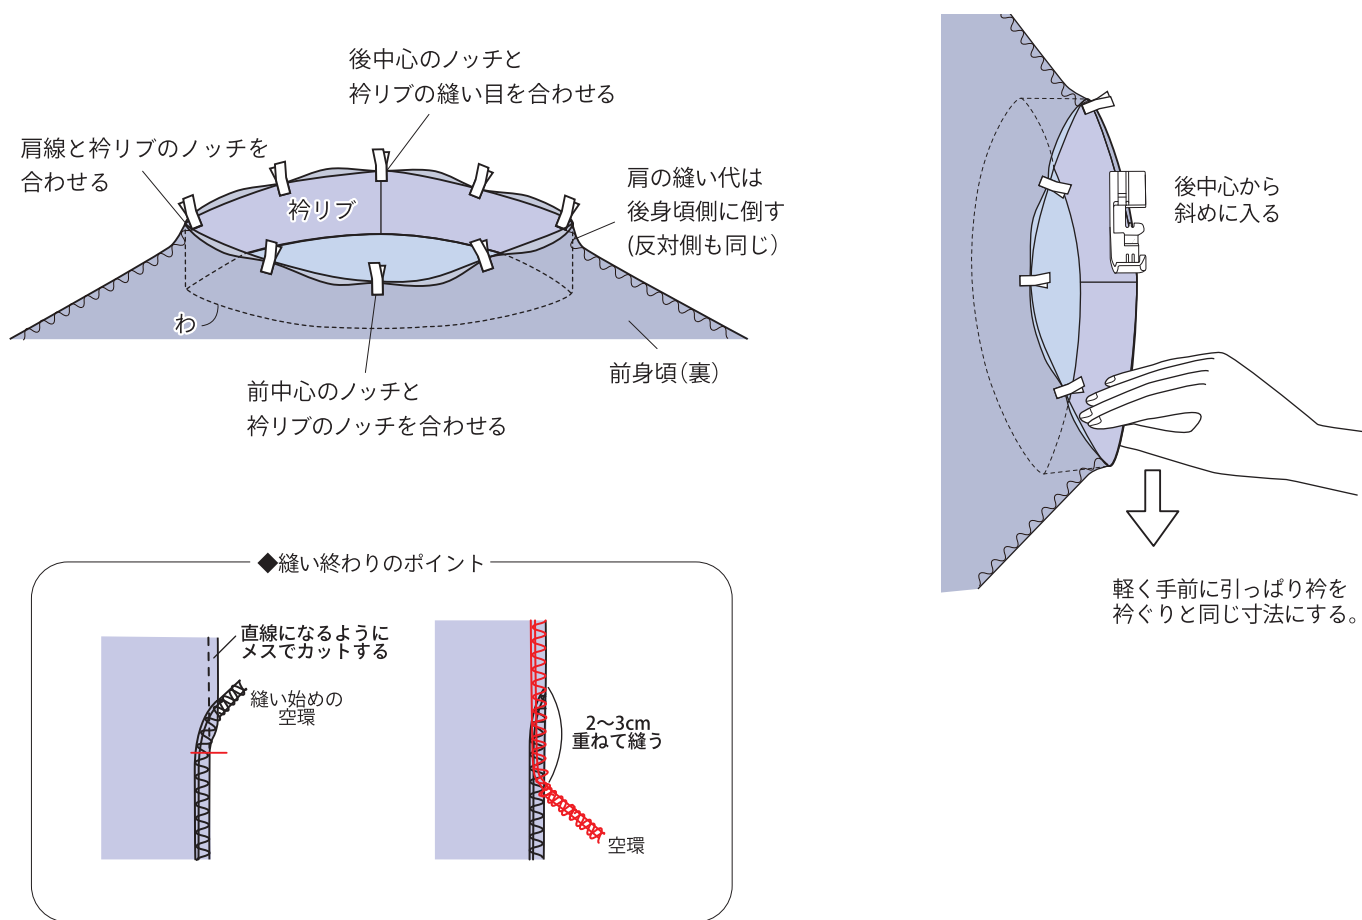 後中心のノッチと
衿リブの縫い目を合わせる
肩線と衿リブのノッチを
合わせる
衿リブ
肩の縫い代は
後身頃側に倒す
(反対側も同じ)
わ
前身頃(裏)
前中心のノッチと
衿リブのノッチを合わせる
後中心から
斜めに入る
軽く手前に引っぱり衿を
衿ぐりと同じ寸法にする。
◆縫い終わりのポイント
直線になるように
メスでカットする
縫い始めの
空環
2～3cm
重ねて縫う
空環